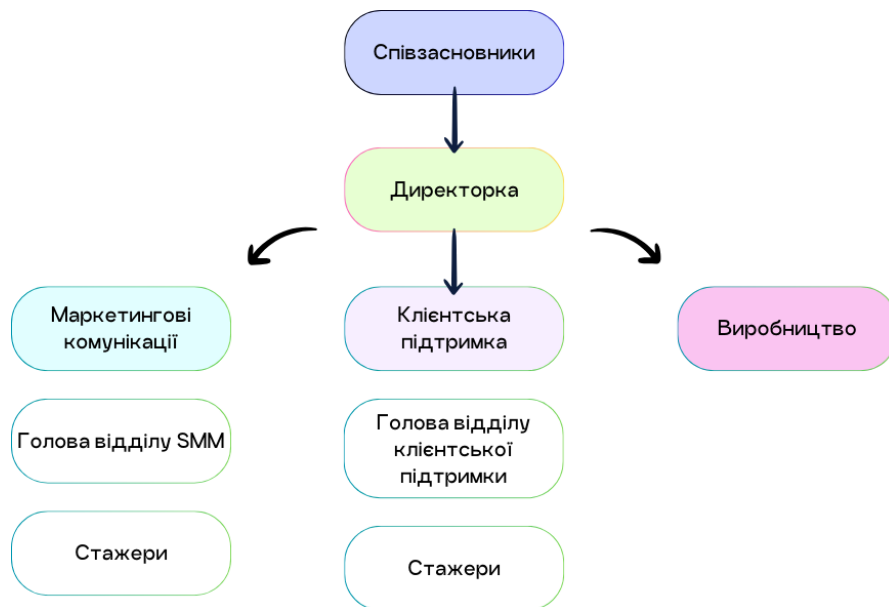 Співзасновники
Директорка
Маркетингові
комунікації
Клієнтська
підтримка
Виробництво
Голова відділу SMM
Голова відділу
клієнтської
підтримки
Стажери
Стажери